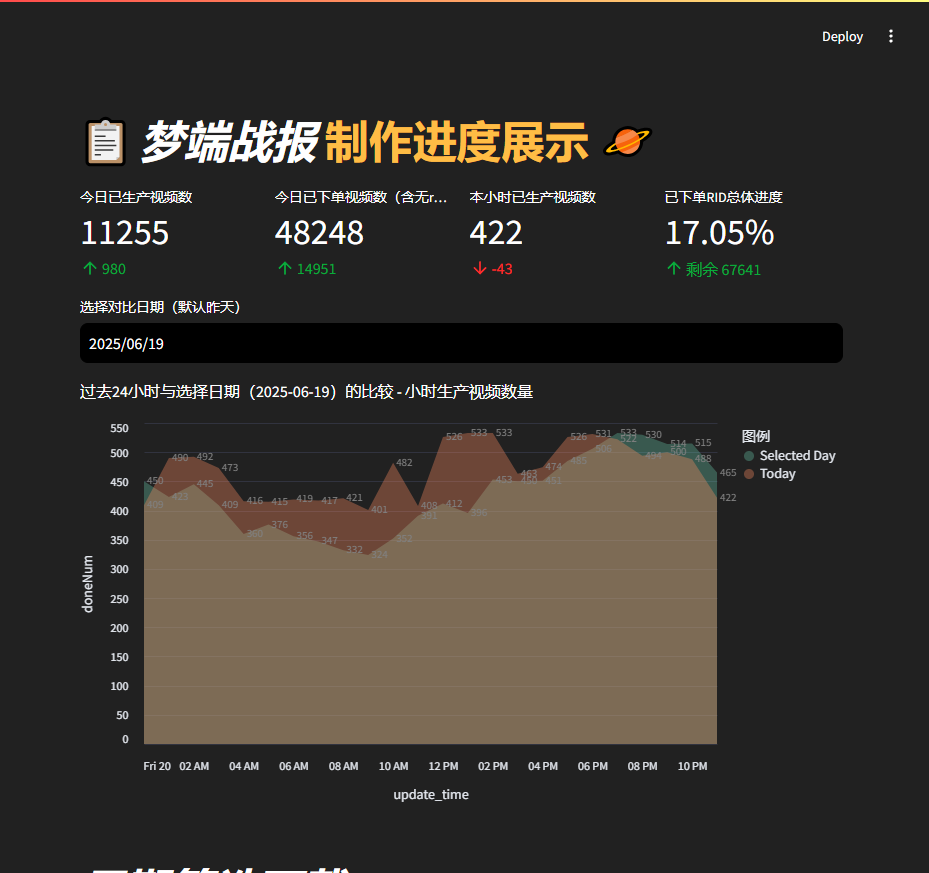 Deploy
梦端战报 制作进度展示
今日已生产视频数
11255
980
今日已下单视频数（含无r...
48248
14951
本小时已生产视频数
422
-43
已下单RID总体进度
17.05%
剩余 67641
选择对比日期（默认昨天）
2025/06/19
过去24小时与选择日期（2025-06-19）的比较 - 小时生产视频数量
550
500
450
400
350
300
250
200
150
100
50
0
doneNum
450 490 492 473 416 415 419 417 421 401 482 408 526 533 533 463 474 526 531 533 530 514 515 465
409 423 445 409 360 376 356 347 332 324 352 391 412 396 453 450 451 485 506 522 494 500 488 422
图例
Selected Day
Today
Fri 20 02 AM 04 AM 06 AM 08 AM 10 AM 12 PM 02 PM 04 PM 06 PM 08 PM 10 PM
update_time